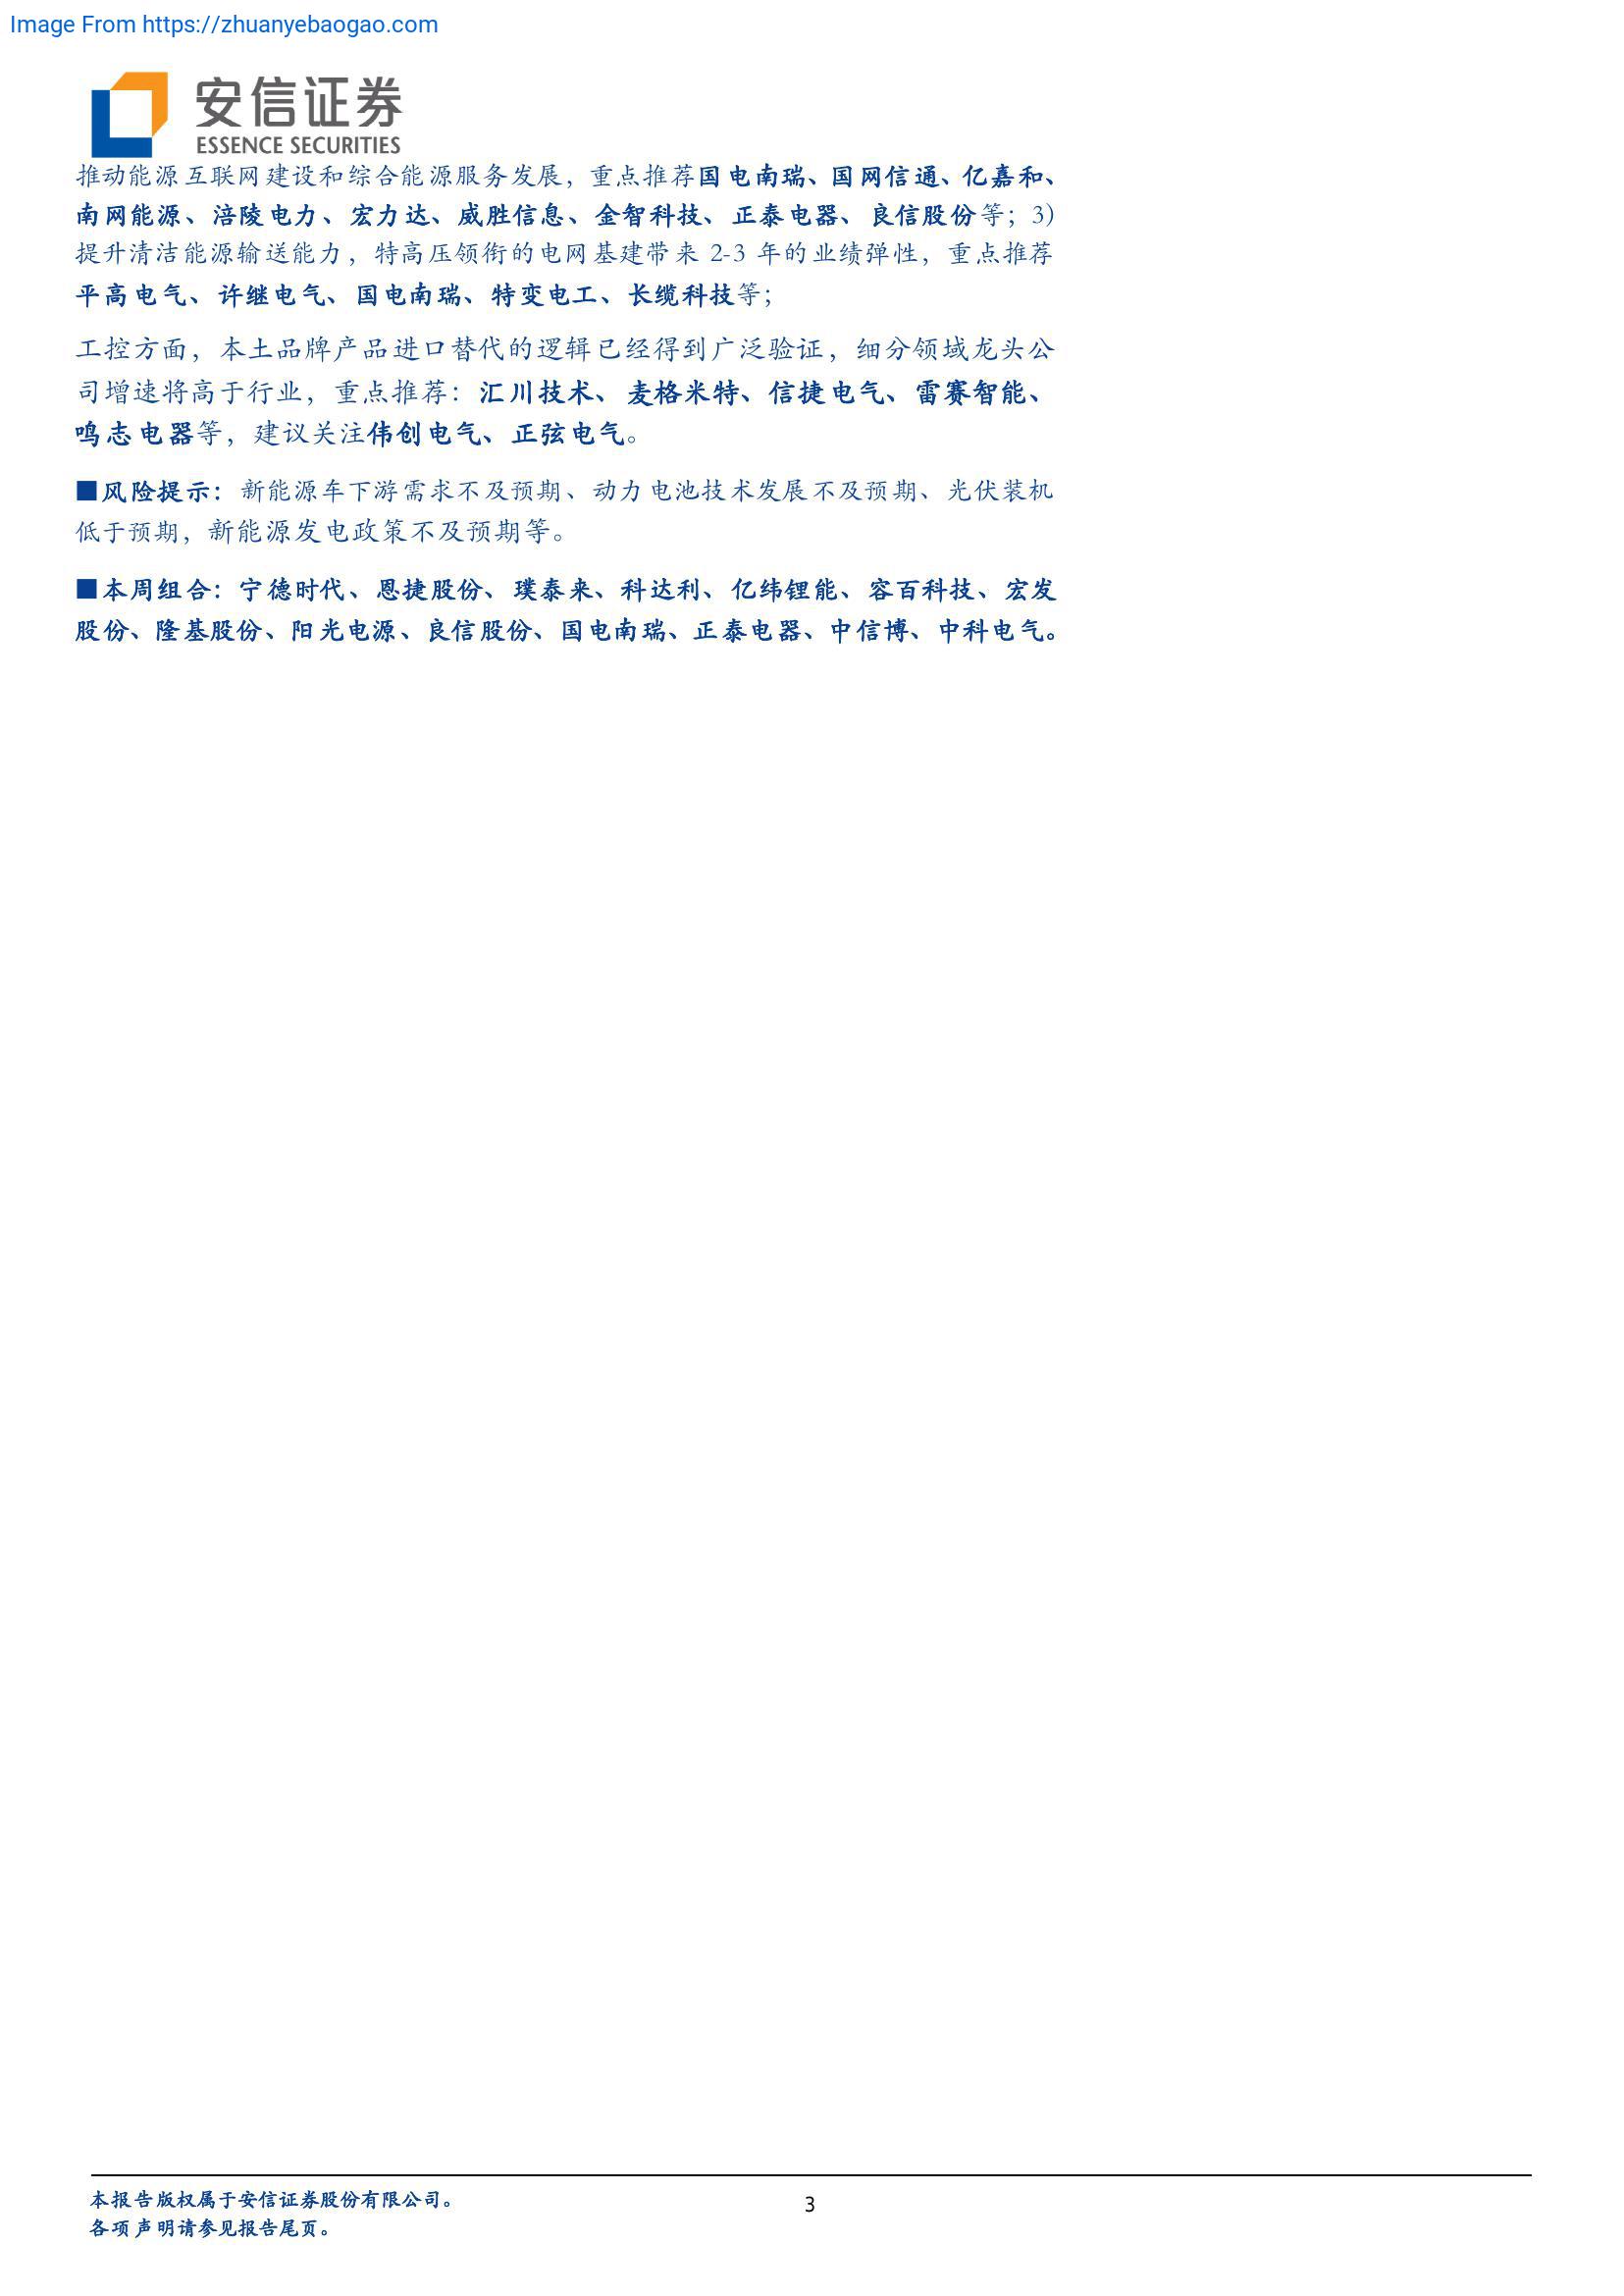 Image From https://zhuanyebaogao.com
安信证券
ESSENCE SECURITIES
推动能源互联网建设和综合能源服务发展，重点推荐国电南瑞、国网信通、亿嘉和、
南网能源、涪陵电力、宏力达、威胜信息、金智科技、正泰电器、良信股份等；3）
提升清洁能源输送能力，特高压领衔的电网基建带来 2-3 年的业绩弹性，重点推荐
平高电气、许继电气、国电南瑞、特变电工、长缆科技等；
工控方面，本土品牌产品进口替代的逻辑已经得到广泛验证，细分领域龙头公
司增速将高于行业，重点推荐：汇川技术、麦格米特、信捷电气、雷赛智能、
鸣志电器等，建议关注伟创电气、正弦电气。
■风险提示：新能源车下游需求不及预期、动力电池技术发展不及预期、光伏装机
低于预期，新能源发电政策不及预期等。
■本周组合：宁德时代、恩捷股份、璞泰来、科达利、亿纬锂能、容百科技、宏发
股份、隆基股份、阳光电源、良信股份、国电南瑞、正泰电器、中信博、中科电气。
本报告版权属于安信证券股份有限公司。
各项声明请参见报告尾页。
3